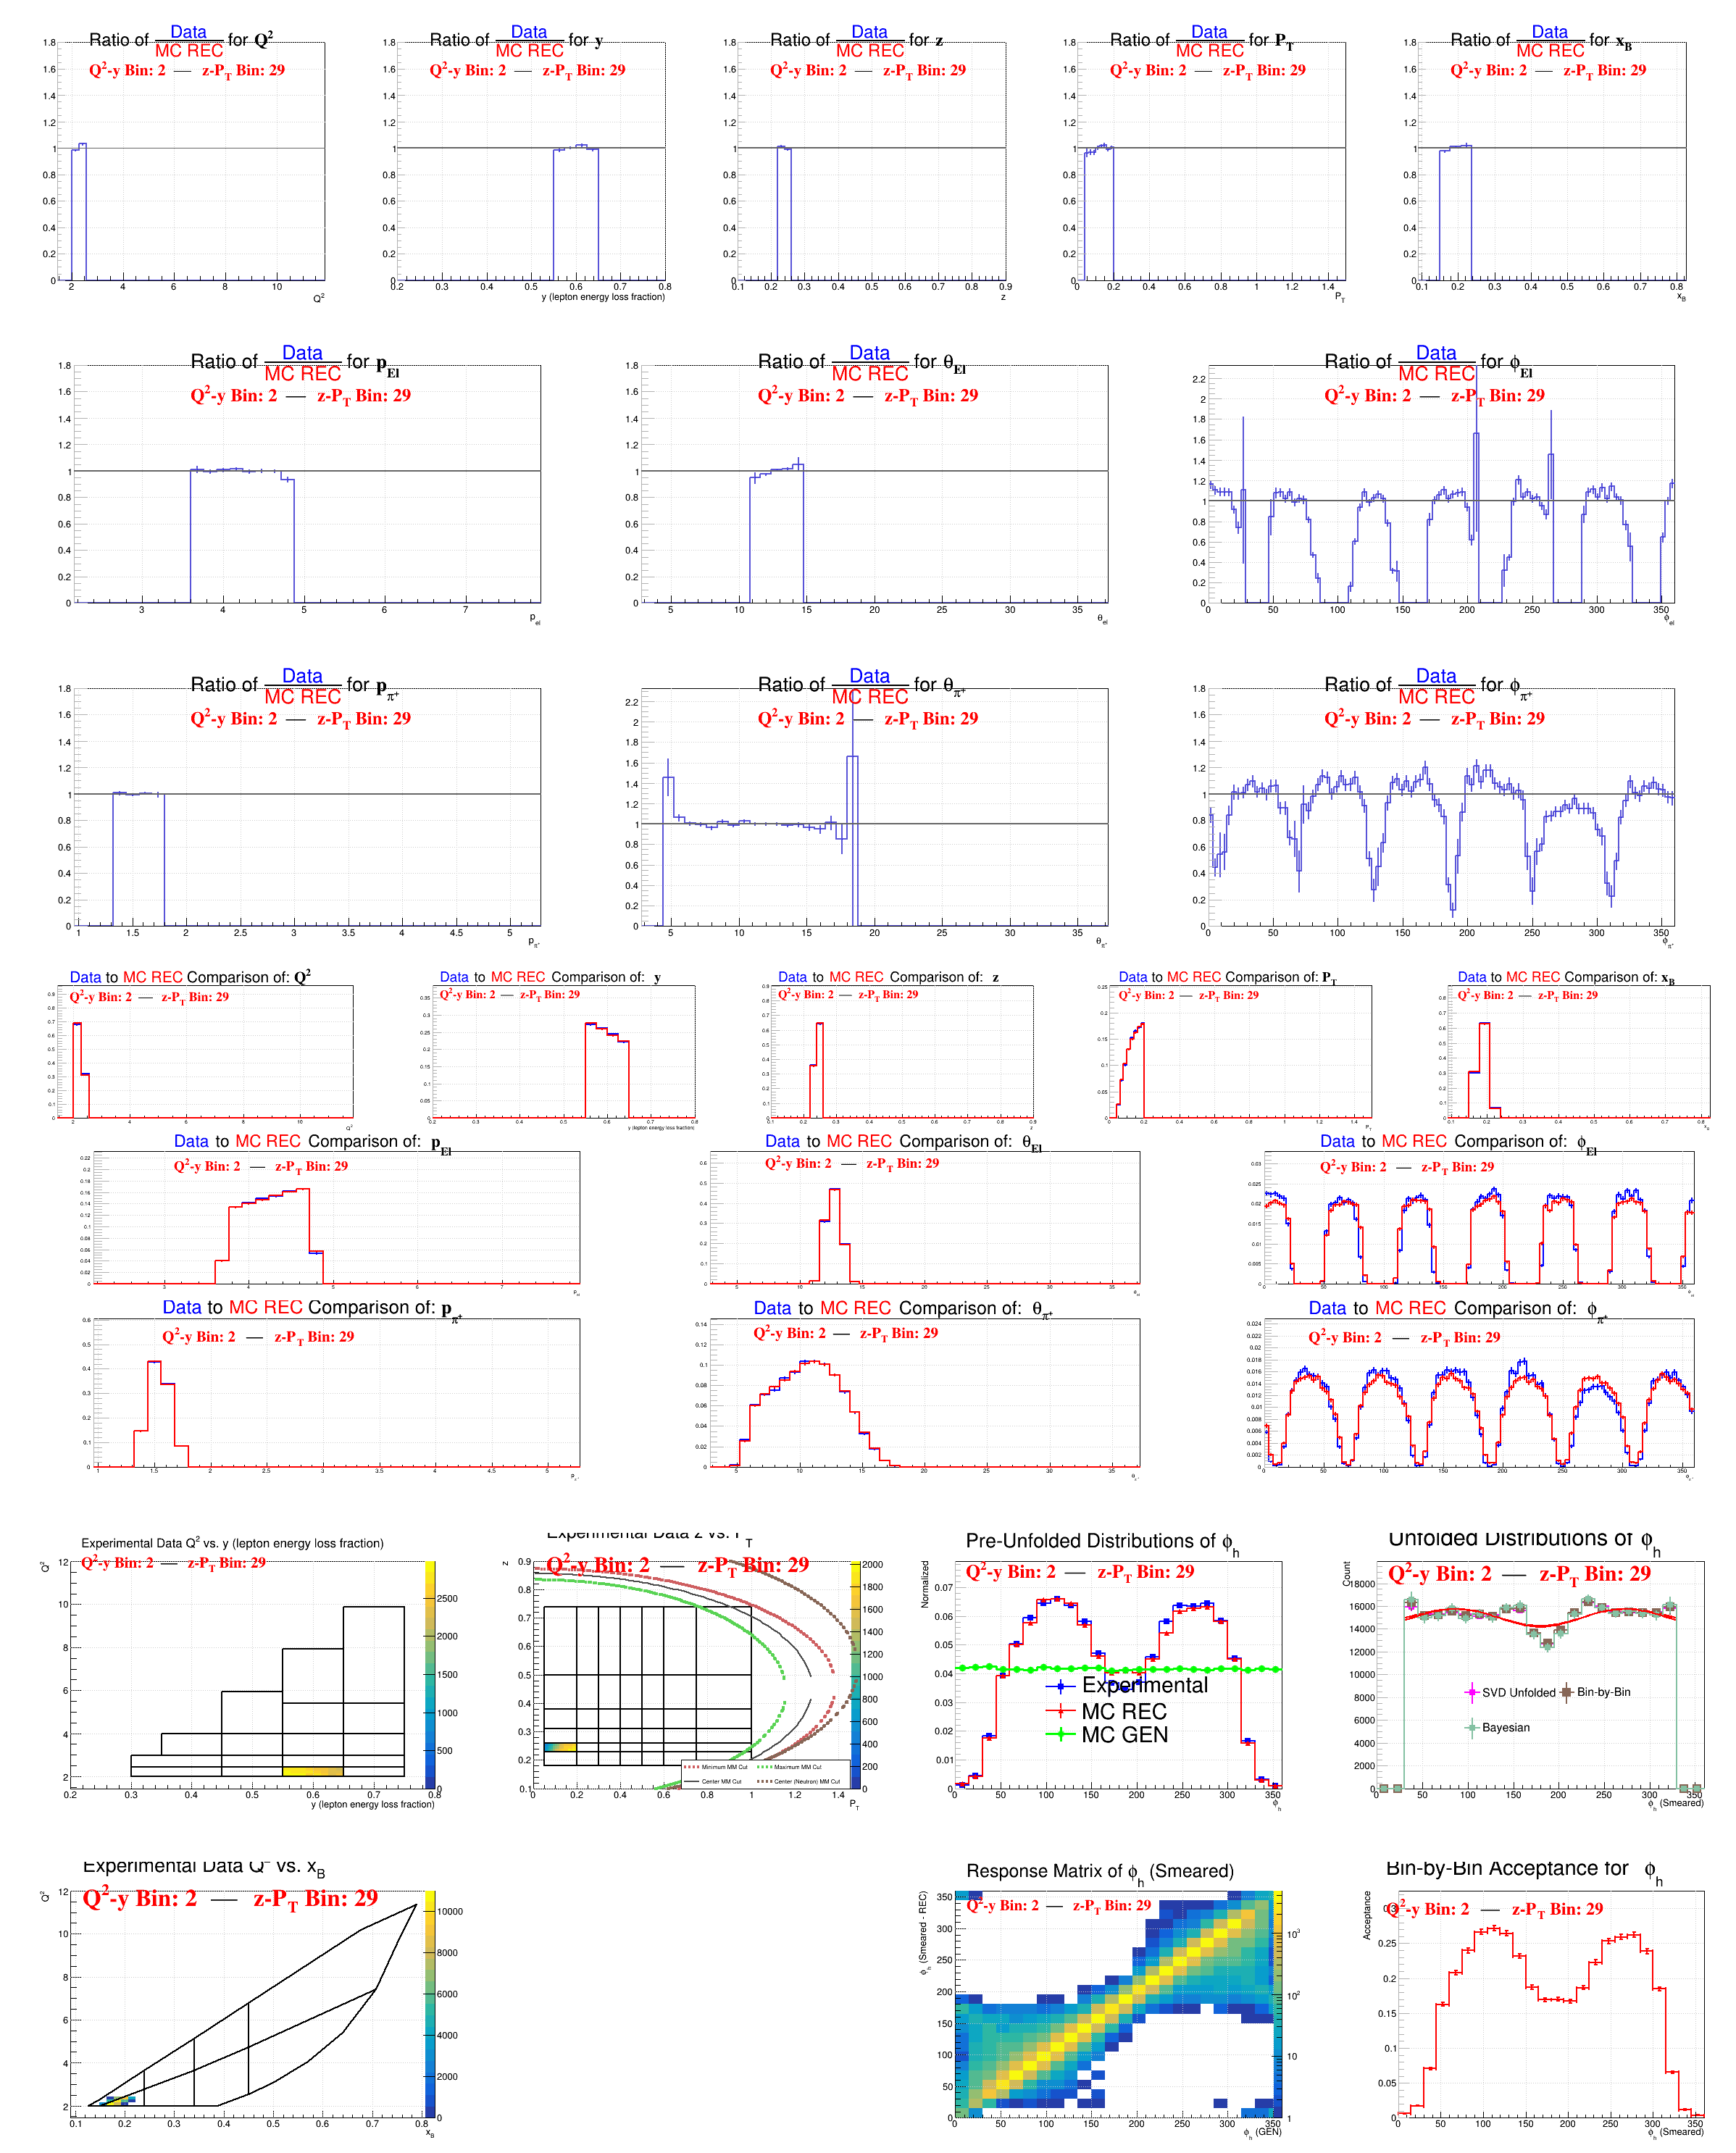 Ratio of Data/MC REC for Q²
Q²-y Bin: 2 — z-P_T Bin: 29
Q²
Ratio of Data/MC REC for y
Q²-y Bin: 2 — z-P_T Bin: 29
y (lepton energy loss fraction)
Ratio of Data/MC REC for z
Q²-y Bin: 2 — z-P_T Bin: 29
z
Ratio of Data/MC REC for P_T
Q²-y Bin: 2 — z-P_T Bin: 29
P_T
Ratio of Data/MC REC for x_B
Q²-y Bin: 2 — z-P_T Bin: 29
x_B
Ratio of Data/MC REC for p_El
Q²-y Bin: 2 — z-P_T Bin: 29
p_el
Ratio of Data/MC REC for θ_El
Q²-y Bin: 2 — z-P_T Bin: 29
θ_el
Ratio of Data/MC REC for ϕ_El
Q²-y Bin: 2 — z-P_T Bin: 29
ϕ_el
Ratio of Data/MC REC for p_π⁺
Q²-y Bin: 2 — z-P_T Bin: 29
p_π⁺
Ratio of Data/MC REC for θ_π⁺
Q²-y Bin: 2 — z-P_T Bin: 29
θ_π⁺
Ratio of Data/MC REC for ϕ_π⁺
Q²-y Bin: 2 — z-P_T Bin: 29
ϕ_π⁺
Data to MC REC Comparison of: Q²
Q²-y Bin: 2 — z-P_T Bin: 29
Data to MC REC Comparison of: y
Q²-y Bin: 2 — z-P_T Bin: 29
y (lepton energy loss fraction)
Data to MC REC Comparison of: z
Q²-y Bin: 2 — z-P_T Bin: 29
Data to MC REC Comparison of: P_T
Q²-y Bin: 2 — z-P_T Bin: 29
Data to MC REC Comparison of: x_B
Q²-y Bin: 2 — z-P_T Bin: 29
Data to MC REC Comparison of: p_El
Q²-y Bin: 2 — z-P_T Bin: 29
Data to MC REC Comparison of: θ_El
Q²-y Bin: 2 — z-P_T Bin: 29
Data to MC REC Comparison of: ϕ_El
Q²-y Bin: 2 — z-P_T Bin: 29
Data to MC REC Comparison of: p_π⁺
Q²-y Bin: 2 — z-P_T Bin: 29
Data to MC REC Comparison of: θ_π⁺
Q²-y Bin: 2 — z-P_T Bin: 29
Data to MC REC Comparison of: ϕ_π⁺
Q²-y Bin: 2 — z-P_T Bin: 29
Experimental Data Q² vs. y (lepton energy loss fraction)
Q²-y Bin: 2 — z-P_T Bin: 29
Q²
y (lepton energy loss fraction)
Experimental Data z vs. P_T
Q²-y Bin: 2 — z-P_T Bin: 29
z
Minimum MM Cut
Maximum MM Cut
Center MM Cut
Center (Neutron) MM Cut
P_T
Pre-Unfolded Distributions of ϕ_h
Q²-y Bin: 2 — z-P_T Bin: 29
Normalized
Experimental
MC REC
MC GEN
ϕ_h
Unfolded Distributions of ϕ_h
Q²-y Bin: 2 — z-P_T Bin: 29
Count
SVD Unfolded
Bin-by-Bin
Bayesian
ϕ_h (Smeared)
Experimental Data Q² vs. x_B
Q²-y Bin: 2 — z-P_T Bin: 29
Q²
x_B
Response Matrix of ϕ_h (Smeared)
Q²-y Bin: 2 — z-P_T Bin: 29
ϕ_h (Smeared - REC)
ϕ_h (GEN)
Bin-by-Bin Acceptance for ϕ_h
Q²-y Bin: 2 — z-P_T Bin: 29
Acceptance
ϕ_h (Smeared)